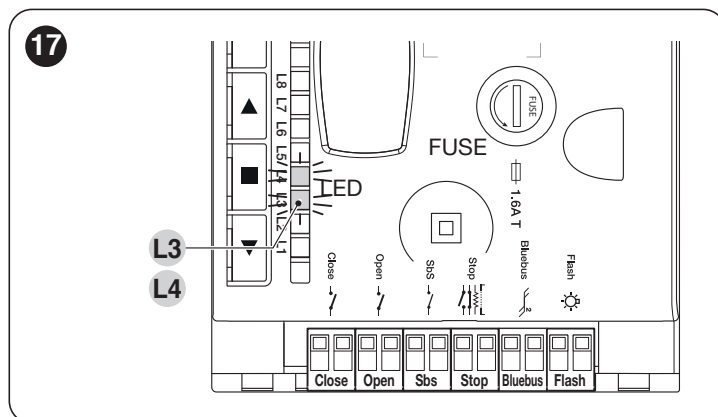 17
L8
L7
L6
L5
L4
L3
L2
L1
FUSE
FUSE
LED
1.6A T
L3
L4
Close
Open
SbS
Stop
Bluebus
2
Flash
Close
Open
Sbs
Stop
Bluebus
Flash